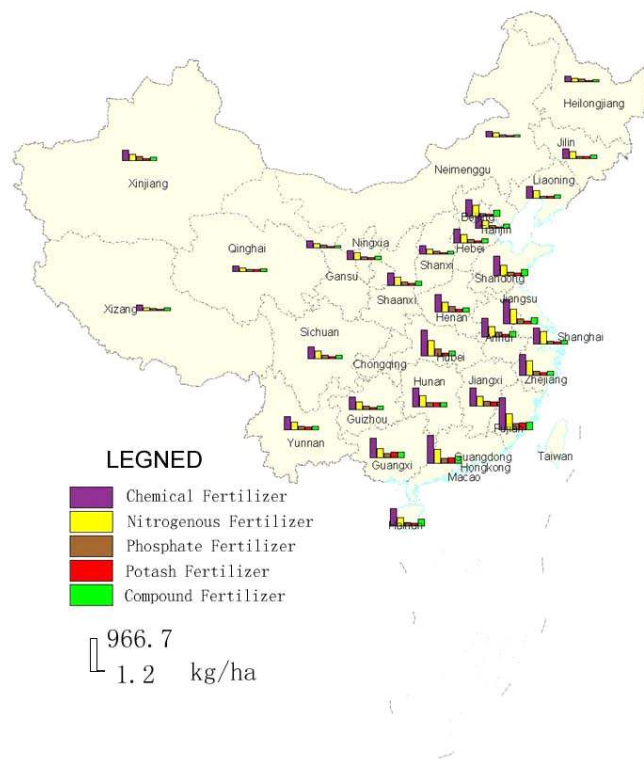 Heilongjiang
Jilin
Liaoning
Neimenggu
Xinjiang
Beijing
Tianjin
Hebei
Ningxia
Qinghai
Gansu
Shanxi
Shandong
Shaanxi
Xizang
Henan
Jiangsu
Anhui
Shanghai
Sichuan
Chongqing
Hubei
Zhejiang
Hunan
Jiangxi
Guizhou
Yunnan
Fujian
Taiwan
Guangxi
Guangdong
Hongkong
Macao
Hainan
LEGNED
Chemical Fertilizer
Nitrogenous Fertilizer
Phosphate Fertilizer
Potash Fertilizer
Compound Fertilizer
966.7
1.2 kg/ha